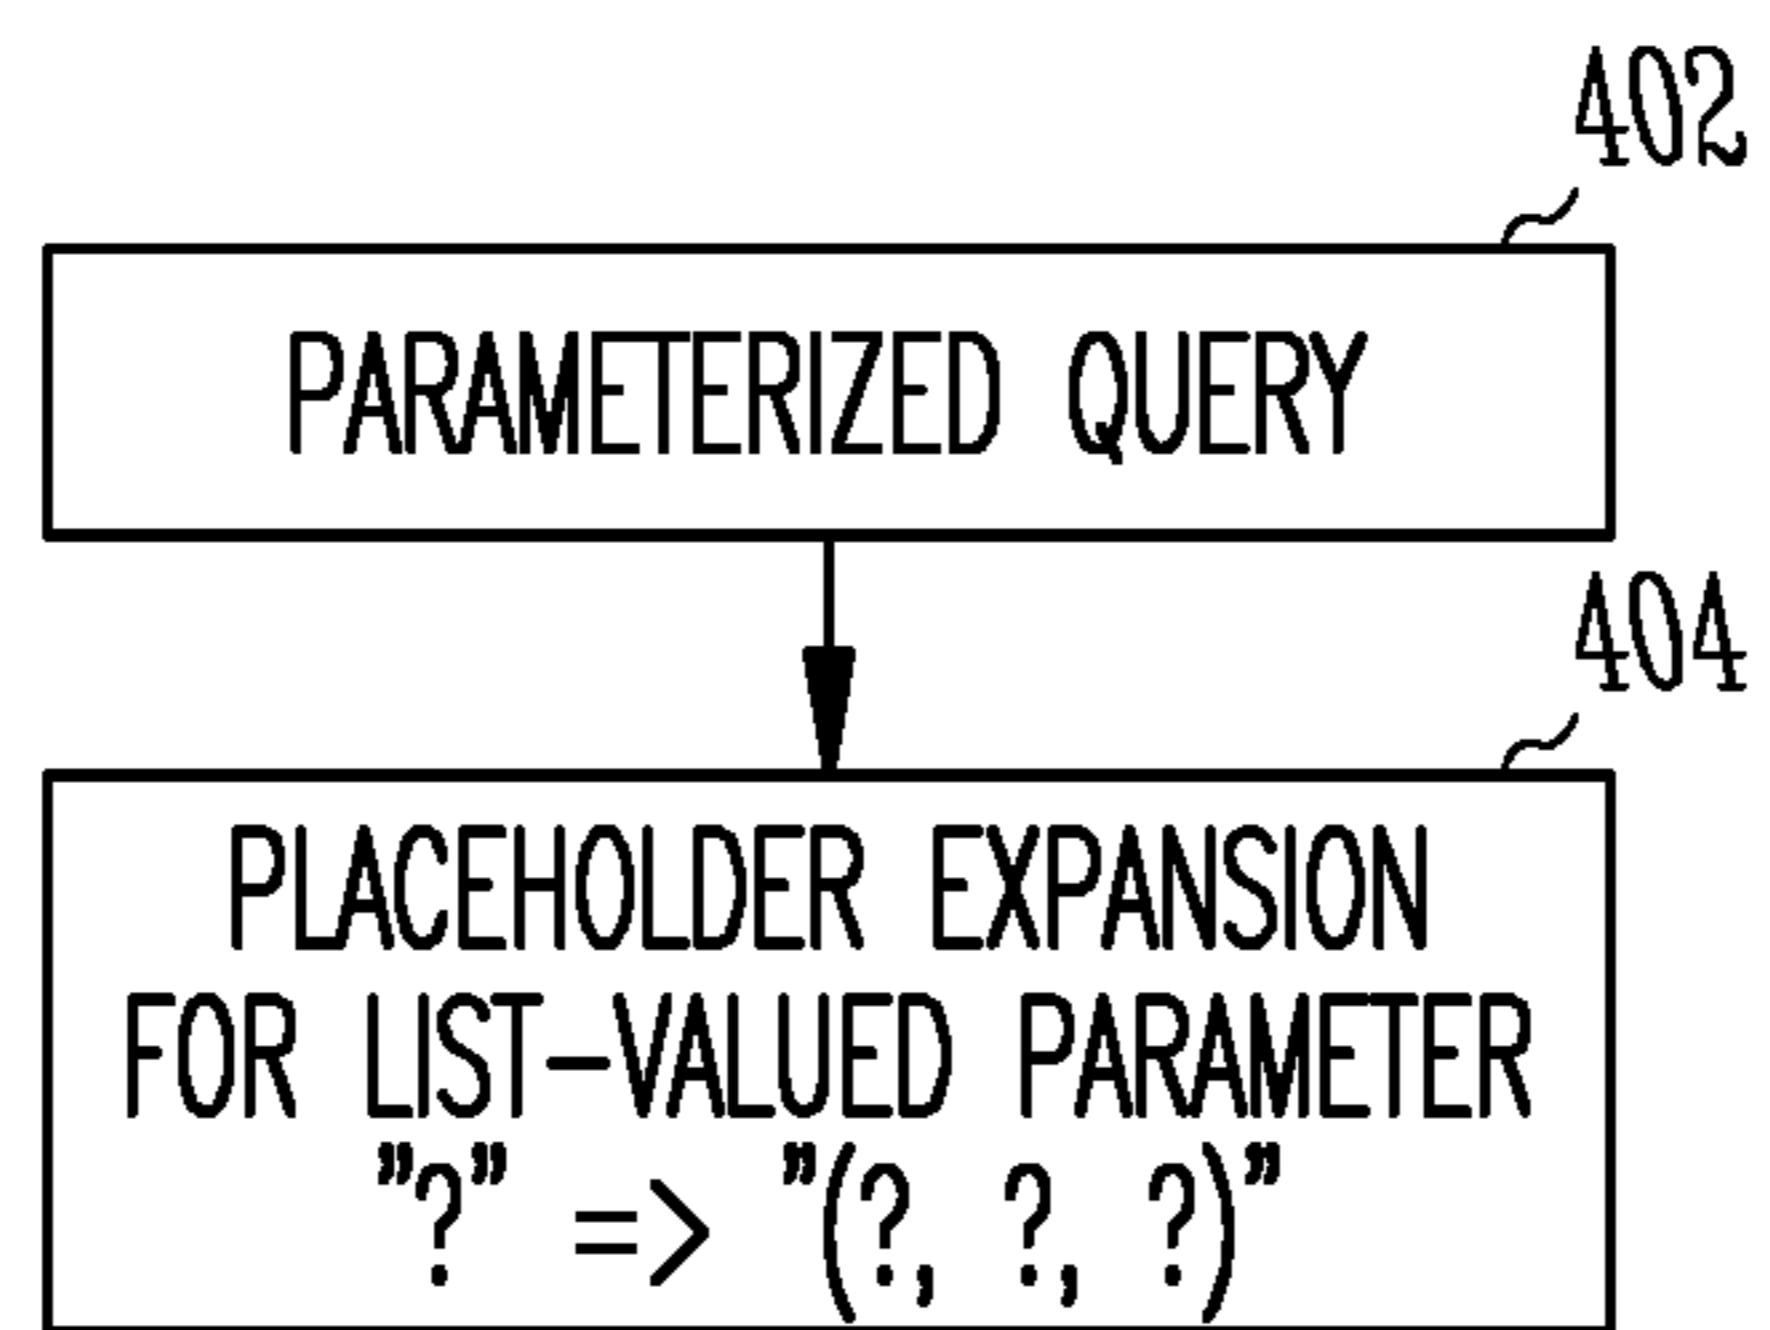 402
PARAMETERIZED QUERY
404
PLACEHOLDER EXPANSION
FOR LIST-VALUED PARAMETER
"?" => "(?, ?, ?)"